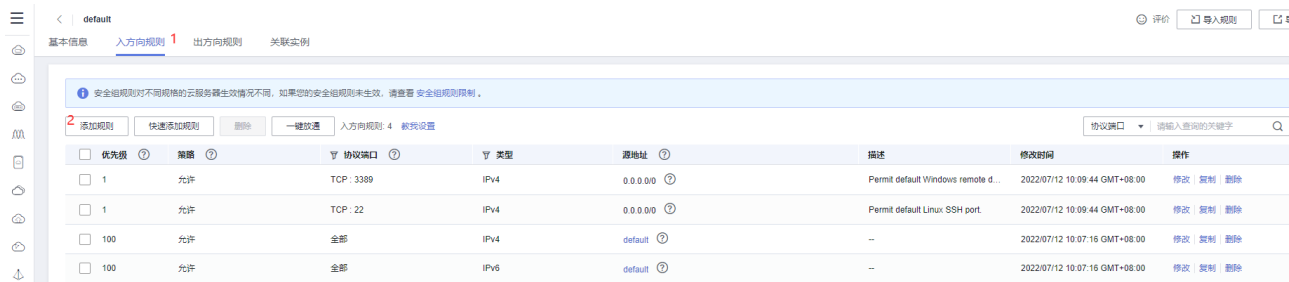 default
评价 导入规则
基本信息 入方向规则 1 出方向规则 关联实例
安全组规则对不同规格的云服务器生效情况不同，如果您的安全组规则未生效，请查看 安全组规则限制 。
2 添加规则 快速添加规则 删除 一键放通 入方向规则: 4 教我设置 协议端口 请输入查询的关键字
优先级 策略 协议端口 类型 源地址 描述 修改时间 操作
1 允许 TCP : 3389 IPv4 0.0.0.0/0 Permit default Windows remote d... 2022/07/12 10:09:44 GMT+08:00 修改 复制 删除
1 允许 TCP : 22 IPv4 0.0.0.0/0 Permit default Linux SSH port. 2022/07/12 10:09:44 GMT+08:00 修改 复制 删除
100 允许 全部 IPv4 default -- 2022/07/12 10:07:16 GMT+08:00 修改 复制 删除
100 允许 全部 IPv6 default -- 2022/07/12 10:07:16 GMT+08:00 修改 复制 删除